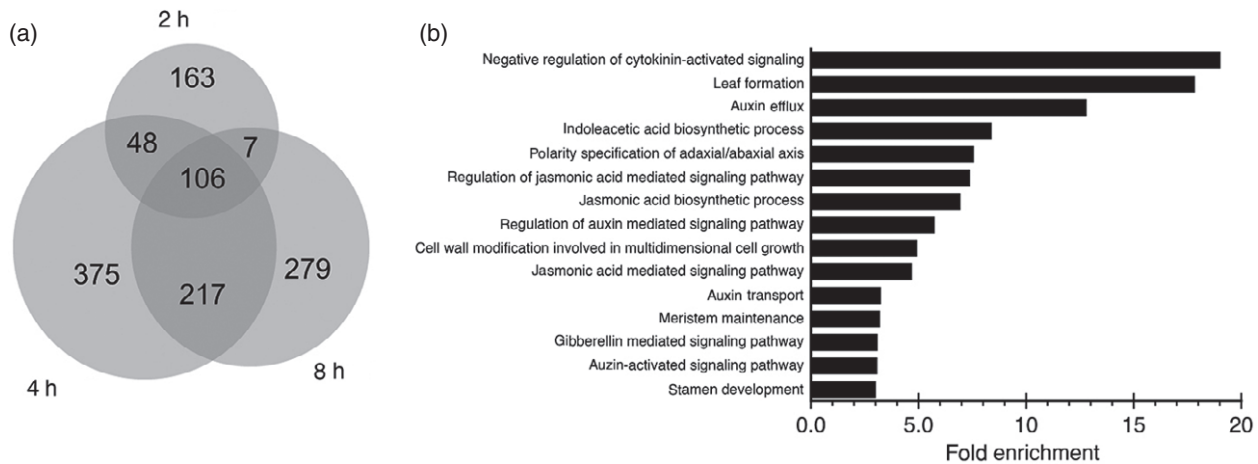 (a)
2 h
163
48
7
106
375
217
279
4 h
8 h
(b)
Negative regulation of cytokinin-activated signaling
Leaf formation
Auxin efflux
Indoleacetic acid biosynthetic process
Polarity specification of adaxial/abaxial axis
Regulation of jasmonic acid mediated signaling pathway
Jasmonic acid biosynthetic process
Regulation of auxin mediated signaling pathway
Cell wall modification involved in multidimensional cell growth
Jasmonic acid mediated signaling pathway
Auxin transport
Meristem maintenance
Gibberellin mediated signaling pathway
Auzin-activated signaling pathway
Stamen development
0.0 5.0 10 15 20
Fold enrichment